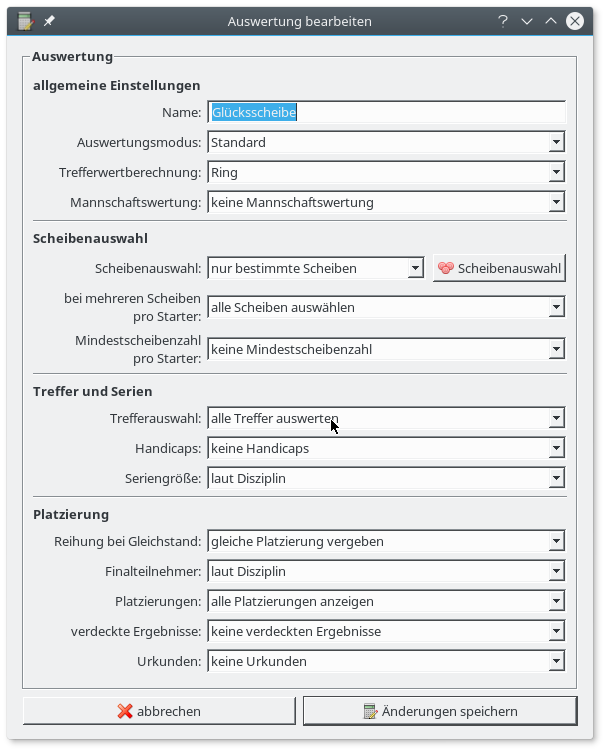 Auswertung bearbeiten
Auswertung
allgemeine Einstellungen
Name: Glücksscheibe
Auswertungsmodus: Standard
Trefferwertberechnung: Ring
Mannschaftswertung: keine Mannschaftswertung
Scheibenauswahl
Scheibenauswahl: nur bestimmte Scheiben Scheibenauswahl
bei mehreren Scheiben
pro Starter: alle Scheiben auswählen
Mindestscheibenzahl
pro Starter: keine Mindestscheibenzahl
Treffer und Serien
Trefferauswahl: alle Treffer auswerten
Handicaps: keine Handicaps
Seriengröße: laut Disziplin
Platzierung
Reihung bei Gleichstand: gleiche Platzierung vergeben
Finalteilnehmer: laut Disziplin
Platzierungen: alle Platzierungen anzeigen
verdeckte Ergebnisse: keine verdeckten Ergebnisse
Urkunden: keine Urkunden
abbrechen Änderungen speichern